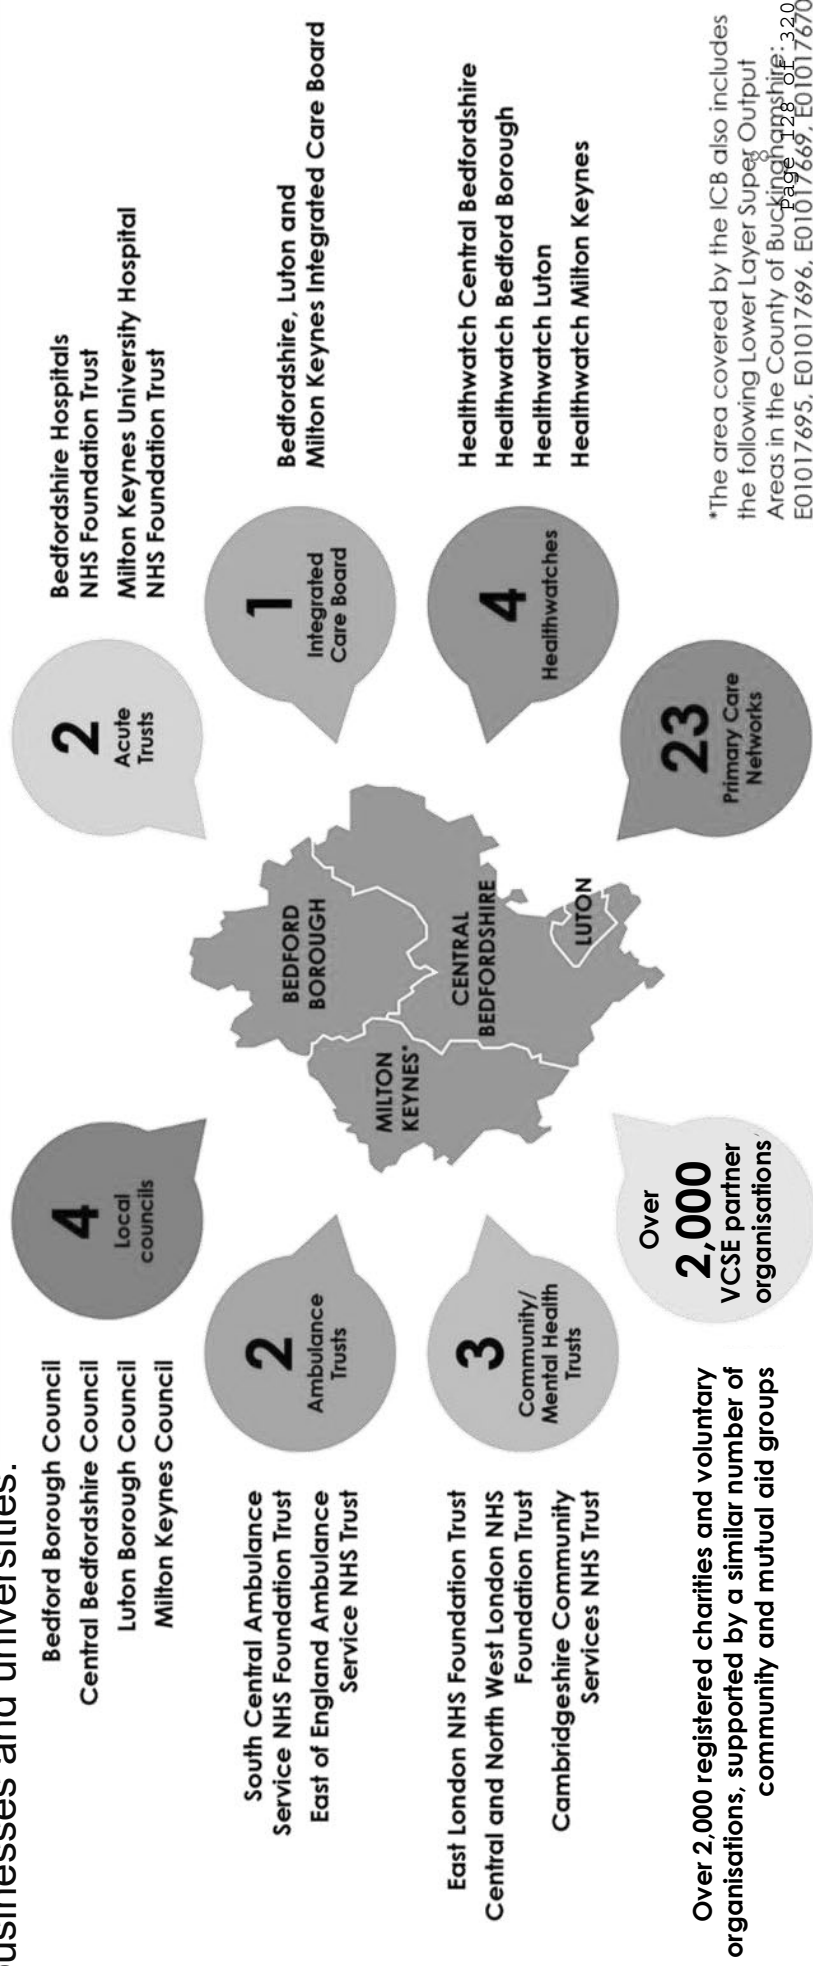 usinesses and universities.
Bedford Borough Council
Central Bedfordshire Council
Luton Borough Council
Milton Keynes Council
4
Local
councils
2
Acute
Trusts
Bedfordshire Hospitals
NHS Foundation Trust
Milton Keynes University Hospital
NHS Foundation Trust
South Central Ambulance
Service NHS Foundation Trust
East of England Ambulance
Service NHS Trust
2
Ambulance
Trusts
1
Integrated
Care Board
Bedfordshire, Luton and
Milton Keynes Integrated Care Board
BEDFORD
BOROUGH
MILTON
KEYNES*
CENTRAL
BEDFORDSHIRE
LUTON
East London NHS Foundation Trust
Central and North West London NHS
Foundation Trust
Cambridgeshire Community
Services NHS Trust
3
Community/
Mental Health
Trusts
4
Healthwatches
Healthwatch Central Bedfordshire
Healthwatch Bedford Borough
Healthwatch Luton
Healthwatch Milton Keynes
Over 2,000 registered charities and voluntary
organisations, supported by a similar number of
community and mutual aid groups
Over
2,000
VCSE partner
organisations
23
Primary Care
Networks
*The area covered by the ICB also includes
the following Lower Layer Super Output
Areas in the County of Buckinghamshire:
E01017695, E01017696, E01017669, E01017670
8
Page 128 of 320